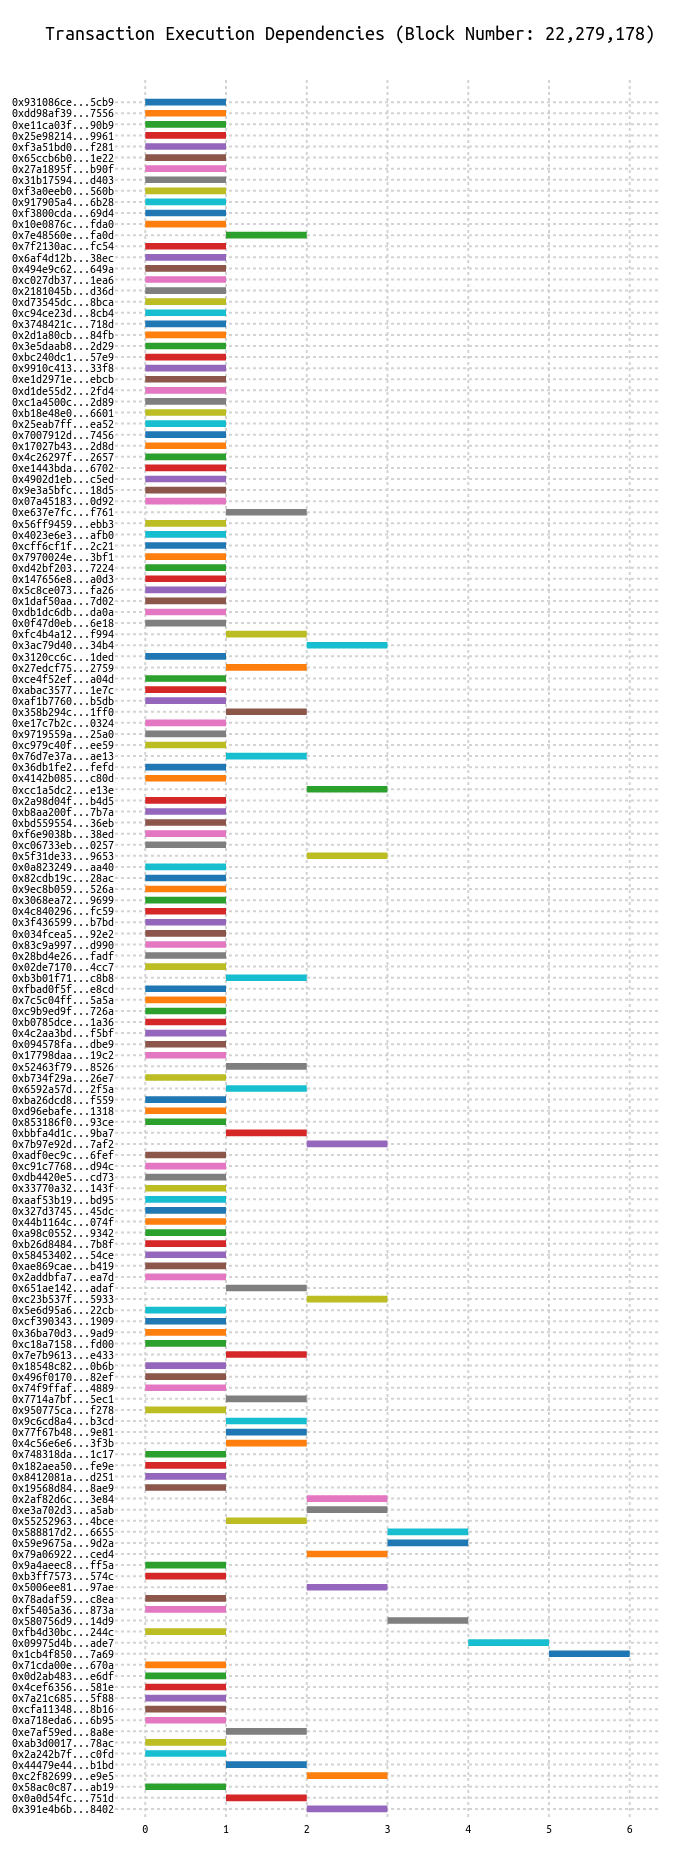 Transaction Execution Dependencies (Block Number: 22,279,178)
0x931086ce...5cb9
0xdd98af39...7556
0xe11ca03f...90b9
0x25e98214...9961
0xf3a51bd0...f281
0x65ccb6b0...1e22
0x27a1895f...b90f
0x31b17594...d403
0xf3a0eeb0...560b
0x917905a4...6b28
0xf3800cda...69d4
0x10e0876c...fda0
0x7e48560e...fa0d
0x7f2130ac...fc54
0x6af4d12b...38ec
0x494e9c62...649a
0xc027db37...1ea6
0x2181045b...d36d
0xd73545dc...8bca
0xc94ce23d...8cb4
0x3748421c...718d
0x2d1a80cb...84fb
0x3e5daab8...2d29
0xbc240dc1...57e9
0x9910c413...33f8
0xe1d2971e...ebcb
0xd1de55d2...2fd4
0xc1a4500c...2d89
0xb18e48e0...6601
0x25eab7ff...ea52
0x7007912d...7456
0x17027b43...2d8d
0x4c26297f...2657
0xe1443bda...6702
0x4902d1eb...c5ed
0x9e3a5bfc...18d5
0x07a45183...0d92
0xe637e7fc...f761
0x56ff9459...ebb3
0x4023e6e3...afb0
0xcff6cf1f...2c21
0x7970024e...3bf1
0xd42bf203...7224
0x147656e8...a0d3
0x5c8ce073...fa26
0x1daf50aa...7d02
0xdb1dc6db...da0a
0x0f47d0eb...6e18
0xfc4b4a12...f994
0x3ac79d40...34b4
0x3120cc6c...1ded
0x27edcf75...2759
0xce4f52ef...a04d
0xabac3577...1e7c
0xaf1b7760...b5db
0x358b294c...1ff0
0xe17c7b2c...0324
0x9719559a...25a0
0xc979c40f...ee59
0x76d7e37a...ae13
0x36db1fe2...fefd
0x4142b085...c80d
0xcc1a5dc2...e13e
0x2a98d04f...b4d5
0xb8aa200f...7b7a
0xbd559554...36eb
0xf6e9038b...38ed
0xc06733eb...0257
0x5f31de33...9653
0x0a823249...aa40
0x82cdb19c...28ac
0x9ec8b059...526a
0x3068ea72...9699
0x4c840296...fc59
0x3f436599...b7bd
0x034fcea5...92e2
0x83c9a997...d990
0x28bd4e26...fadf
0x02de7170...4cc7
0xb3b01f71...c8b8
0xfbad0f5f...e8cd
0x7c5c04ff...5a5a
0xc9b9ed9f...726a
0xb0785dce...1a36
0x4c2aa3bd...f5bf
0x094578fa...dbe9
0x17798daa...19c2
0x52463f79...8526
0xb734f29a...26e7
0x6592a57d...2f5a
0xba26dcd8...f559
0xd96ebafe...1318
0x853186f0...93ce
0xbbfa4d1c...9ba7
0x7b97e92d...7af2
0xadf0ec9c...6fef
0xc91c7768...d94c
0xdb4420e5...cd73
0x33770a32...143f
0xaaf53b19...bd95
0x327d3745...45dc
0x44b1164c...074f
0xa98c0552...9342
0xb26d8484...7b8f
0x58453402...54ce
0xae869cae...b419
0x2addbfa7...ea7d
0x651ae142...adaf
0xc23b537f...5933
0x5e6d95a6...22cb
0xcf390343...1909
0x36ba70d3...9ad9
0xc18a7158...fd00
0x7e7b9613...e433
0x18548c82...0b6b
0x496f0170...82ef
0x74f9ffaf...4889
0x7714a7bf...5ec1
0x950775ca...f278
0x9c6cd8a4...b3cd
0x77f67b48...9e81
0x4c56e6e6...3f3b
0x748318da...1c17
0x182aea50...fe9e
0x8412081a...d251
0x19568d84...8ae9
0x2af82d6c...3e84
0xe3a702d3...a5ab
0x55252963...4bce
0x588817d2...6655
0x59e9675a...9d2a
0x79a06922...ced4
0x9a4aeec8...ff5a
0xb3ff7573...574c
0x5006ee81...97ae
0x78adaf59...c8ea
0xf5405a36...873a
0x580756d9...14d9
0xfb4d30bc...244c
0x09975d4b...ade7
0x1cb4f850...7a69
0x71cda00e...670a
0x0d2ab483...e6df
0x4cef6356...581e
0x7a21c685...5f88
0xcfa11348...8b16
0xa718eda6...6b95
0xe7af59ed...8a8e
0xab3d0017...78ac
0x2a242b7f...c0fd
0x44479e44...b1bd
0xc2f82699...e9e5
0x58ac0c87...ab19
0x0a0d54fc...751d
0x391e4b6b...8402
0 1 2 3 4 5 6